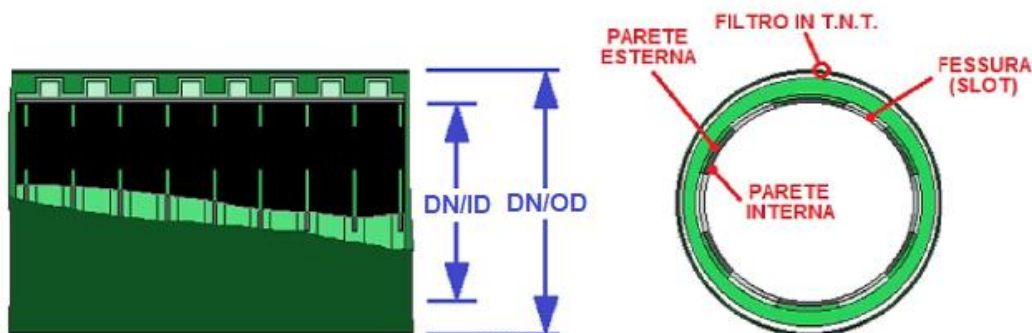 DN/ID
DN/OD
FILTRO IN T.N.T.
PARETE
ESTERNA
FESSURA
(SLOT)
PARETE
INTERNA